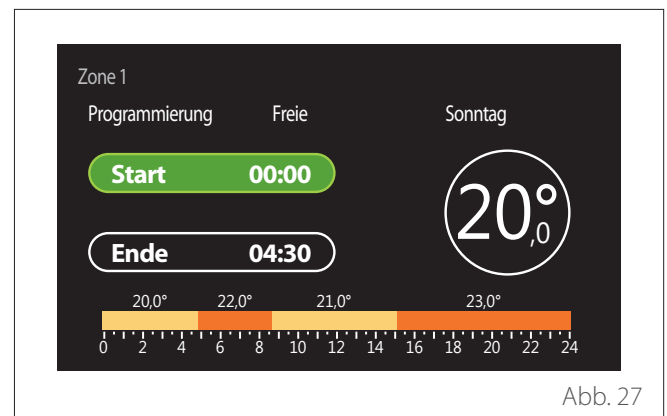 Zone 1
Programmierung Freie Sonntag
Start 00:00
20°,0
Ende 04:30
20,0° 22,0° 21,0° 23,0°
0 2 4 6 8 10 12 14 16 18 20 22 24
Abb. 27